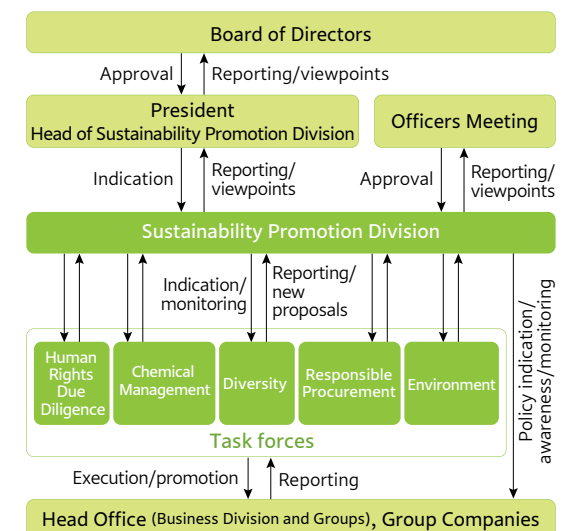 Board of Directors
Approval
Reporting/viewpoints
President
Head of Sustainability Promotion Division
Officers Meeting
Indication
Reporting/
viewpoints
Approval
Reporting/
viewpoints
Sustainability Promotion Division
Indication/
monitoring
Reporting/
new
proposals
Policy indication/
awareness/monitoring
Human
Rights
Due
Diligence
Chemical
Management
Diversity
Responsible
Procurement
Environment
Task forces
Execution/promotion
Reporting
Head Office (Business Division and Groups), Group Companies